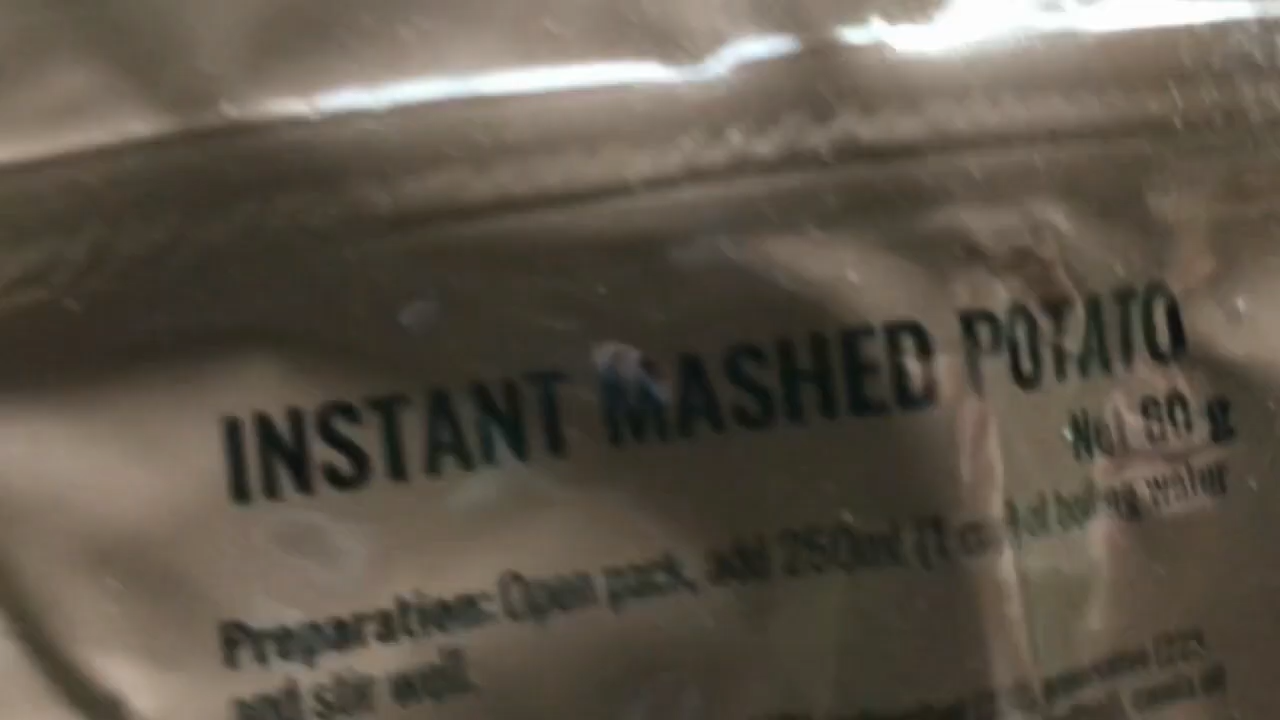 INSTANT MASHED POTATO
Net 80 g
Preparation: Open pack, add 250ml (1 cup) of boiling water
and stir well.